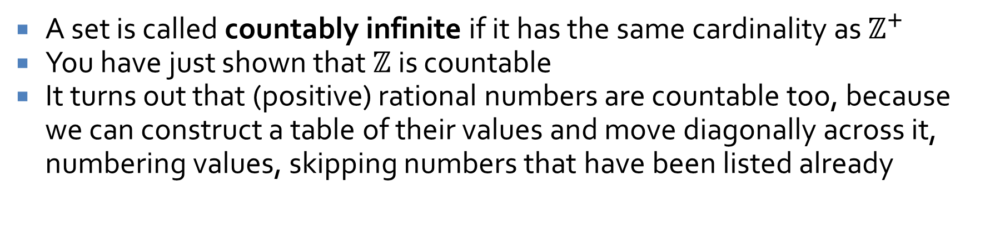 ▪ A set is called countably infinite if it has the same cardinality as ℤ⁺
▪ You have just shown that ℤ is countable
▪ It turns out that (positive) rational numbers are countable too, because
we can construct a table of their values and move diagonally across it,
numbering values, skipping numbers that have been listed already